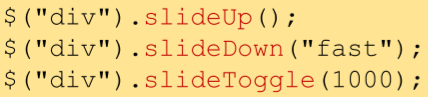 $("div").slideUp();
$("div").slideDown("fast");
$("div").slideToggle(1000);